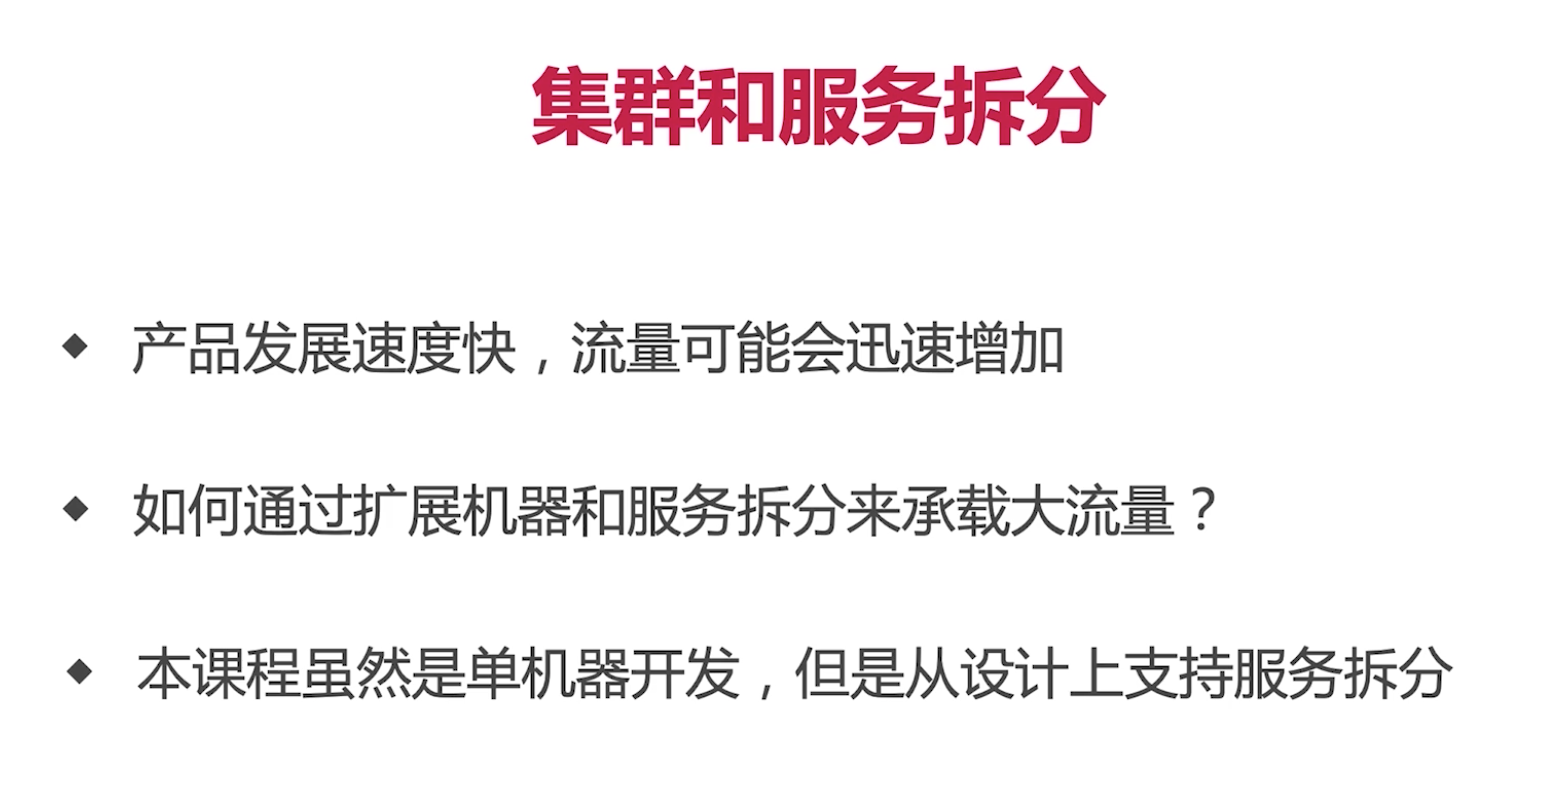 集群和服务拆分
◆ 产品发展速度快，流量可能会迅速增加
◆ 如何通过扩展机器和服务拆分来承载大流量？
◆ 本课程虽然是单机器开发，但是从设计上支持服务拆分